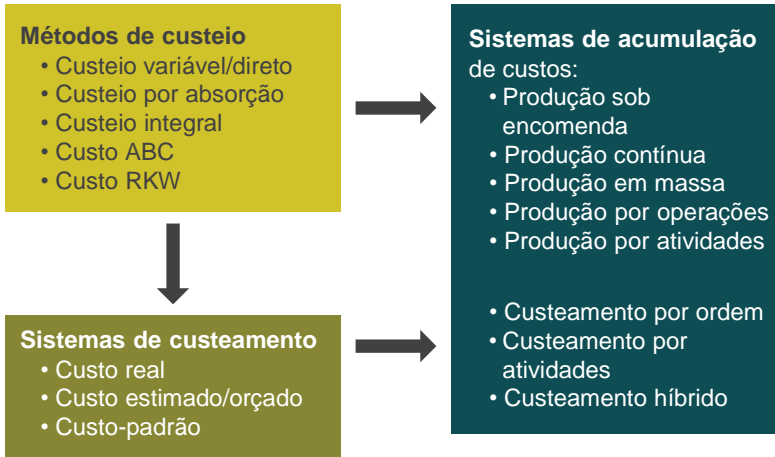 Métodos de custeio
• Custeio variável/direto
• Custeio por absorção
• Custeio integral
• Custo ABC
• Custo RKW
Sistemas de custeamento
• Custo real
• Custo estimado/orçado
• Custo-padrão
Sistemas de acumulação
de custos:
• Produção sob
encomenda
• Produção contínua
• Produção em massa
• Produção por operações
• Produção por atividades
• Custeamento por ordem
• Custeamento por
atividades
• Custeamento híbrido